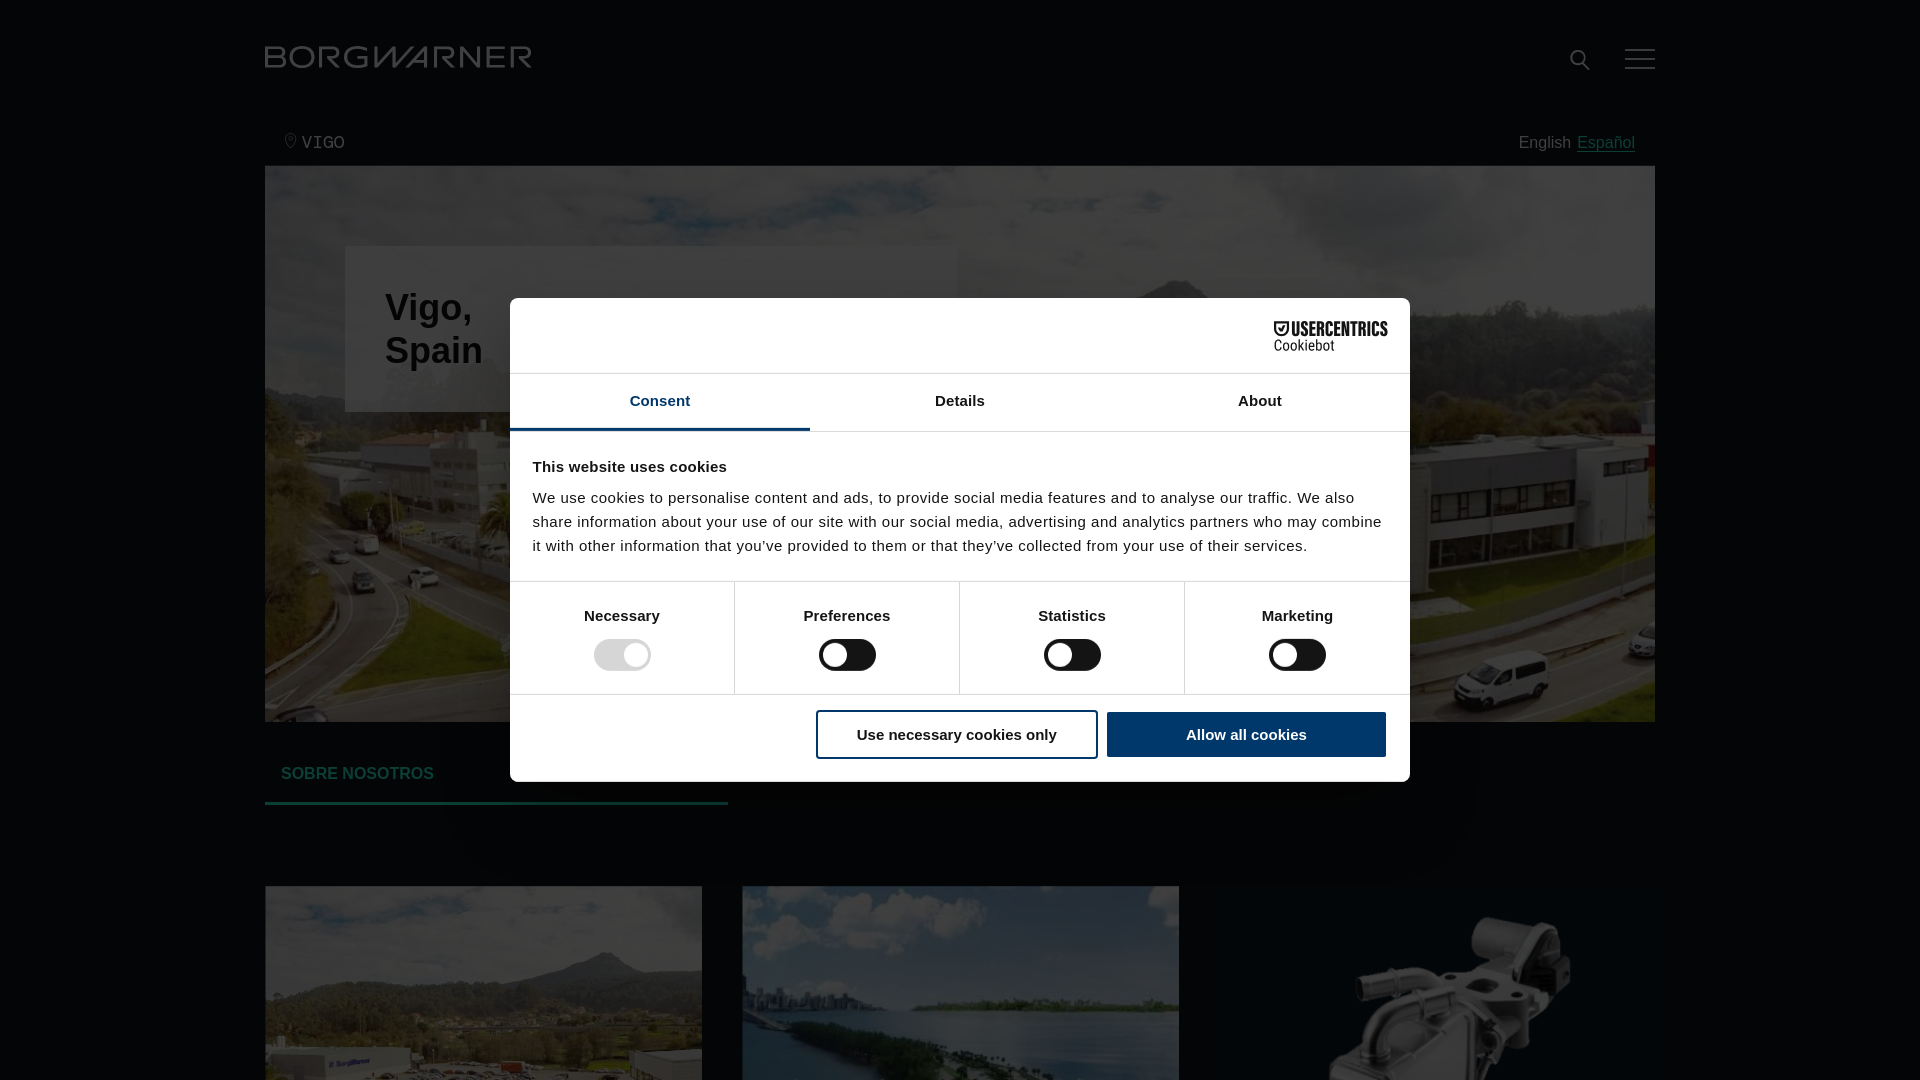 BORGWARNER
VIGO
English Español
Vigo,
Spain
USERCENTRICS
Cookiebot
Consent
Details
About
This website uses cookies
We use cookies to personalise content and ads, to provide social media features and to analyse our traffic. We also
share information about your use of our site with our social media, advertising and analytics partners who may combine
it with other information that you’ve provided to them or that they’ve collected from your use of their services.
Necessary
Preferences
Statistics
Marketing
Use necessary cookies only
Allow all cookies
SOBRE NOSOTROS
BorgWarner